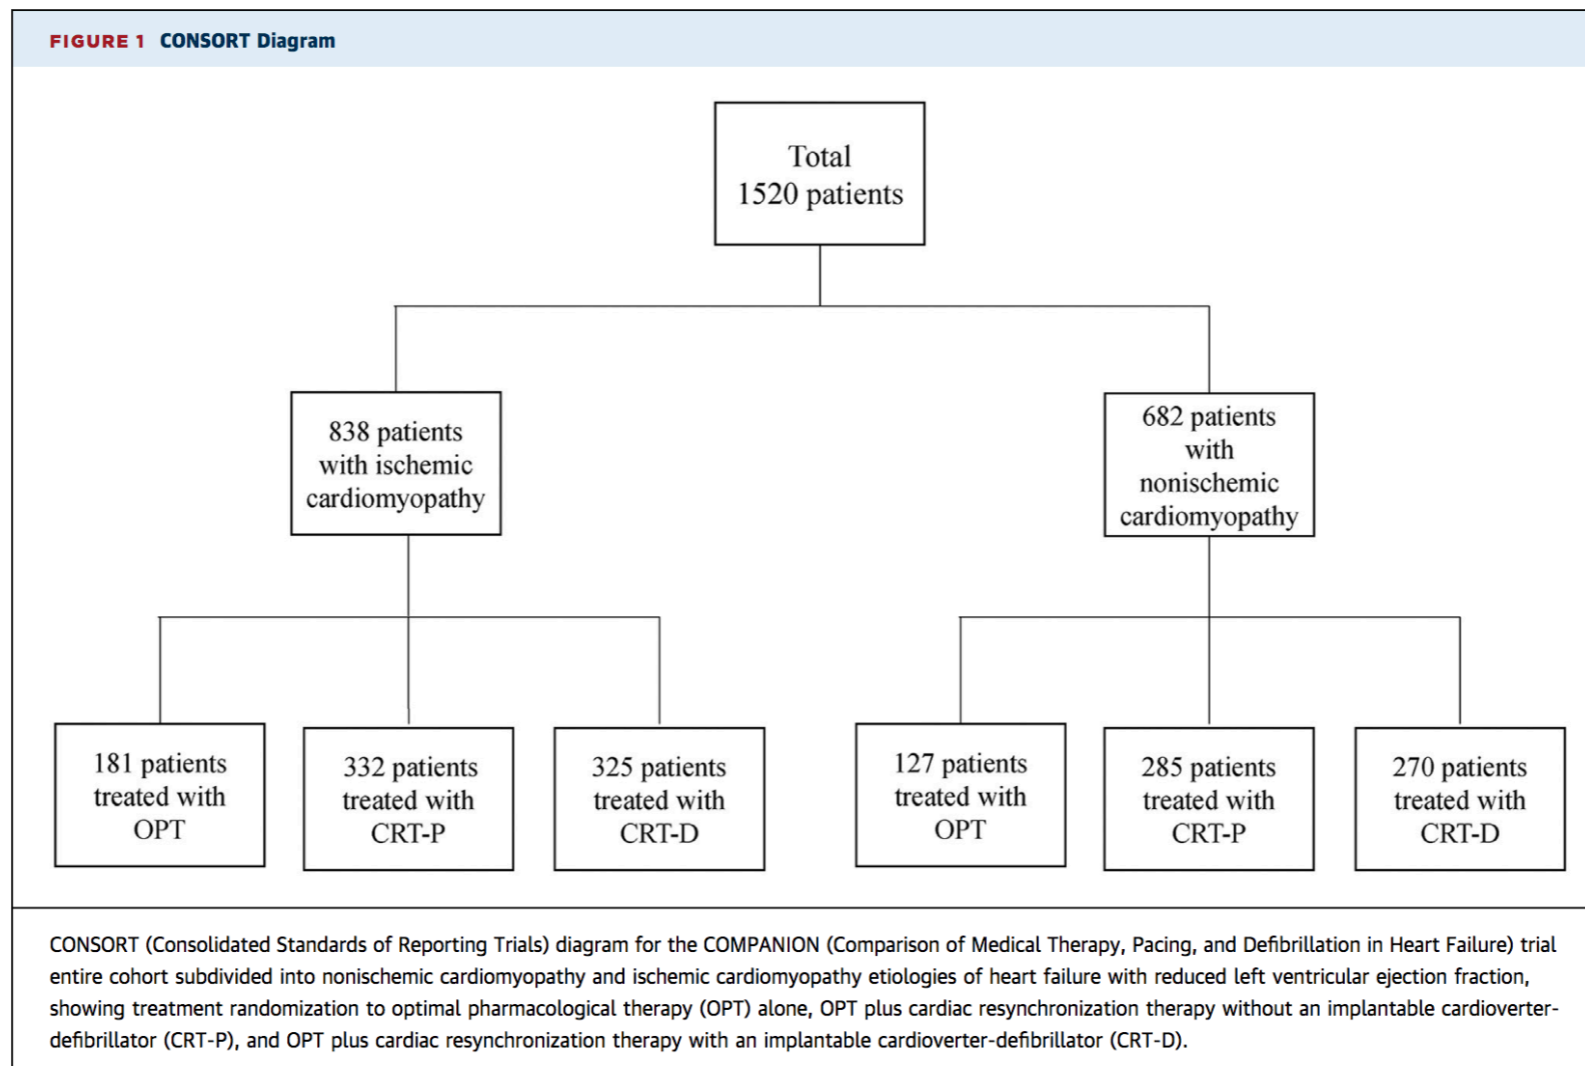 FIGURE 1 CONSORT Diagram
Total
1520 patients
838 patients
with ischemic
cardiomyopathy
682 patients
with
nonischemic
cardiomyopathy
181 patients
treated with
OPT
332 patients
treated with
CRT-P
325 patients
treated with
CRT-D
127 patients
treated with
OPT
285 patients
treated with
CRT-P
270 patients
treated with
CRT-D
CONSORT (Consolidated Standards of Reporting Trials) diagram for the COMPANION (Comparison of Medical Therapy, Pacing, and Defibrillation in Heart Failure) trial
entire cohort subdivided into nonischemic cardiomyopathy and ischemic cardiomyopathy etiologies of heart failure with reduced left ventricular ejection fraction,
showing treatment randomization to optimal pharmacological therapy (OPT) alone, OPT plus cardiac resynchronization therapy without an implantable cardioverter-
defibrillator (CRT-P), and OPT plus cardiac resynchronization therapy with an implantable cardioverter-defibrillator (CRT-D).